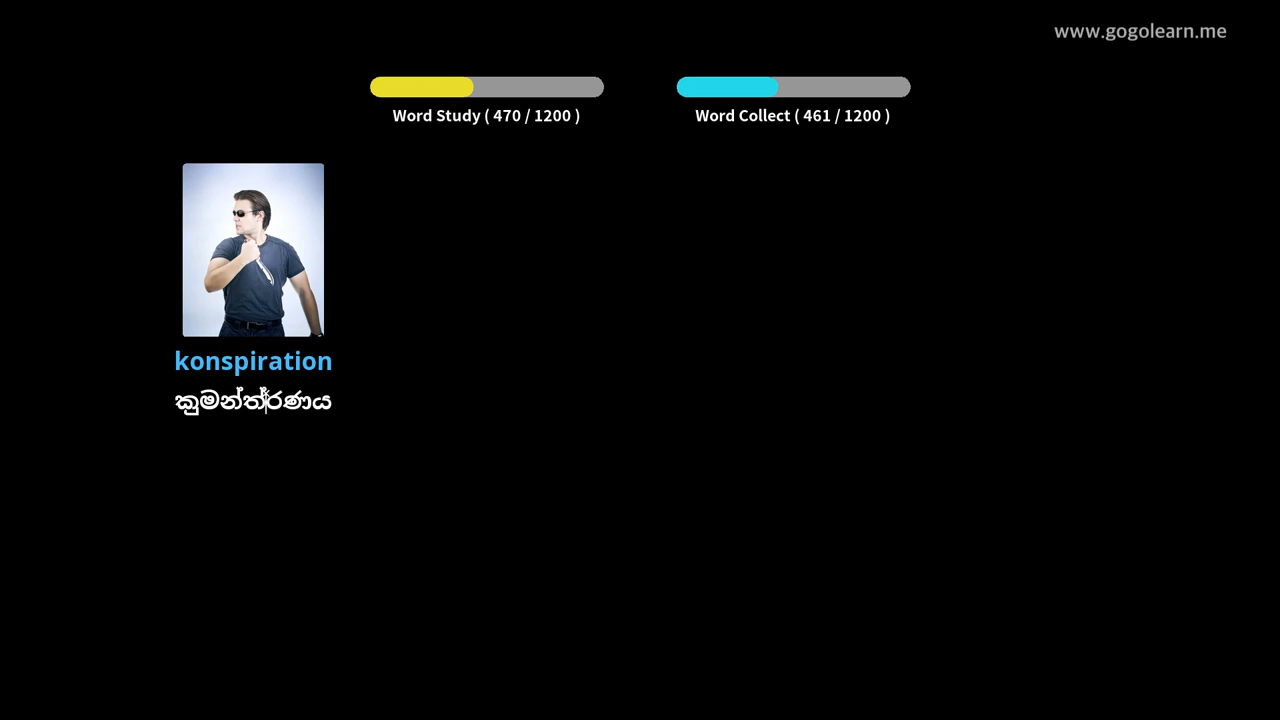 www.gogolearn.me
Word Study ( 470 / 1200 )
Word Collect ( 461 / 1200 )
konspiration
කුමන්ත්‍රණය